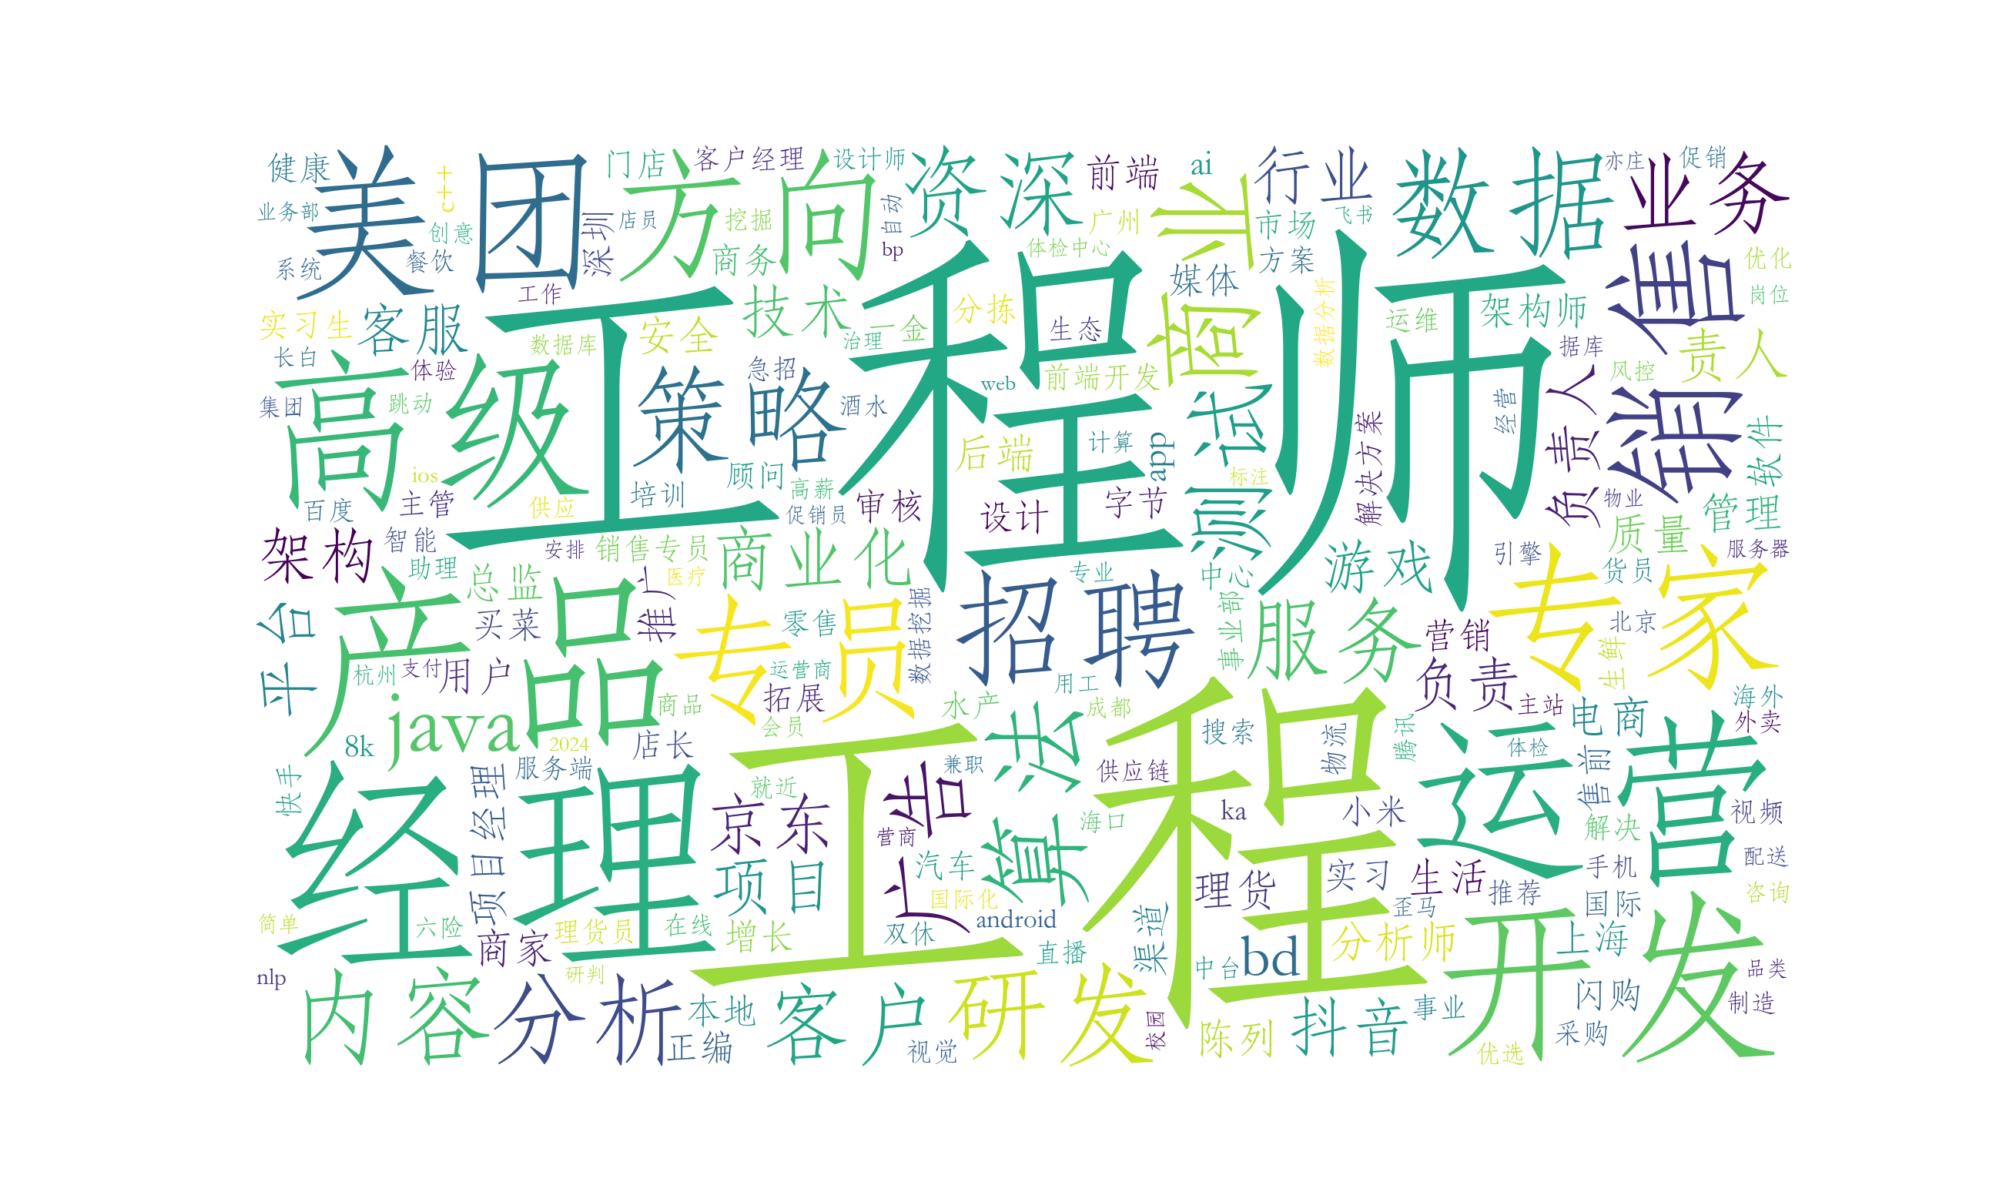 健康
美团
c++
门店
方向
客户经理
设计师
资深
前端
ai
商业
行业
数据
亦庄
促销
业务
业务部
创意
系统
餐饮
深圳
店员
挖掘
商务
自动
bp
广州
体检中心
市场
飞书
媒体
方案
销售
优化
岗位
工作
工程师
实习生
客服
技术
数据库
安全
治理
一金
分拣
生态
数据分析
运维
架构师
据库
责人
长白
体验
高级
策略
急招
web
前端开发
风控
集团
跳动
酒水
测试
经营
负责人
解决方案
软件
后端
计算
app
ios
顾问
标注
物业
百度
主管
供应
培训
高薪
促销员
审核
设计
字节
管理
质量
架构
智能
助理
安排
销售专员
商业化
引擎
服务器
游戏
总监
医疗
招聘
专业
中心
货员
专家
产品
买菜
推广
专员
零售
数据挖掘
事业部
服务
营销
北京
生鲜
平台
杭州
支付
用户
运营商
拓展
水产
用工
负责
主站
海外
java
商品
会员
成都
电商
外卖
8k
2024
店长
算法
工程
搜索
物流
腾讯
运营
体检
快手
服务端
项目经理
京东
就近
兼职
广告
供应链
售前
视频
经理
营商
海口
ka
小米
解决
项目
汽车
手机
配送
理货
实习
生活
推荐
国际
咨询
简单
六险
理货员
在线
增长
国际化
android
双休
渠道
歪马
商家
分析师
上海
nlp
研判
直播
中台
bd
开发
品类
内容
分析
本地
客户
研发
闪购
制造
正编
视觉
校园
陈列
抖音
事业
采购
优选